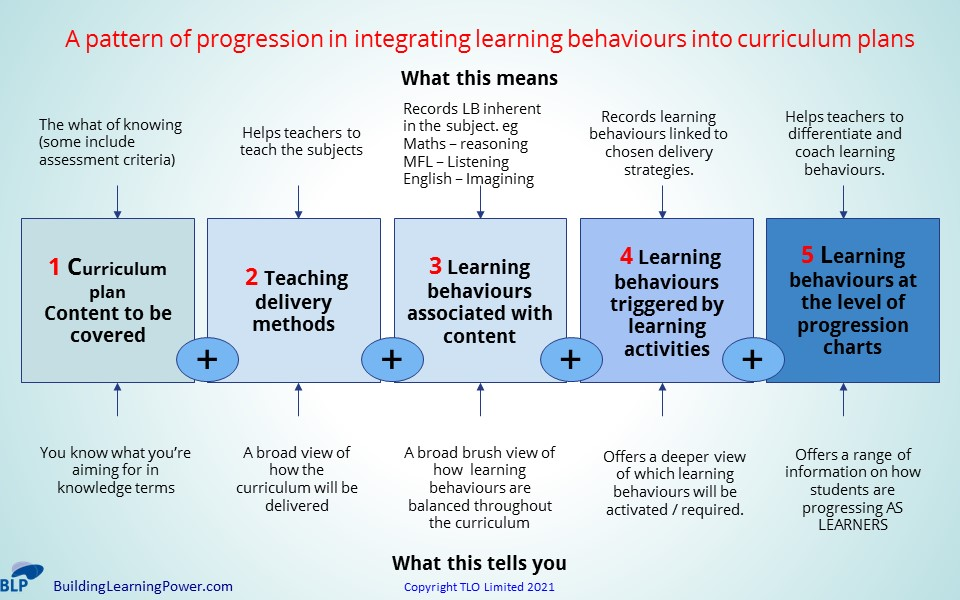 A pattern of progression in integrating learning behaviours into curriculum plans
What this means
The what of knowing
(some include
assessment criteria)
Helps teachers to
teach the subjects
Records LB inherent
in the subject. eg
Maths – reasoning
MFL – Listening
English – Imagining
Records learning
behaviours linked to
chosen delivery
strategies.
Helps teachers to
differentiate and
coach learning
behaviours.
1 Curriculum
plan
Content to be
covered
+
2 Teaching
delivery
methods
+
3 Learning
behaviours
associated with
content
+
4 Learning
behaviours
triggered by
learning
activities
+
5 Learning
behaviours at
the level of
progression
charts
You know what you’re
aiming for in
knowledge terms
A broad view of
how the
curriculum will be
delivered
A broad brush view of
how learning
behaviours are
balanced throughout
the curriculum
Offers a deeper view
of which learning
behaviours will be
activated / required.
Offers a range of
information on how
students are
progressing AS
LEARNERS
What this tells you
BLP
BuildingLearningPower.com
Copyright TLO Limited 2021